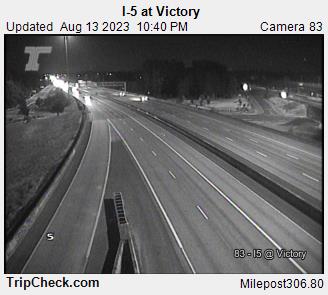 I-5 at Victory
Updated Aug 13 2023 10:40 PM Camera 83
T
S
83 - I5 @ Victory
TripCheck.com Milepost306.80